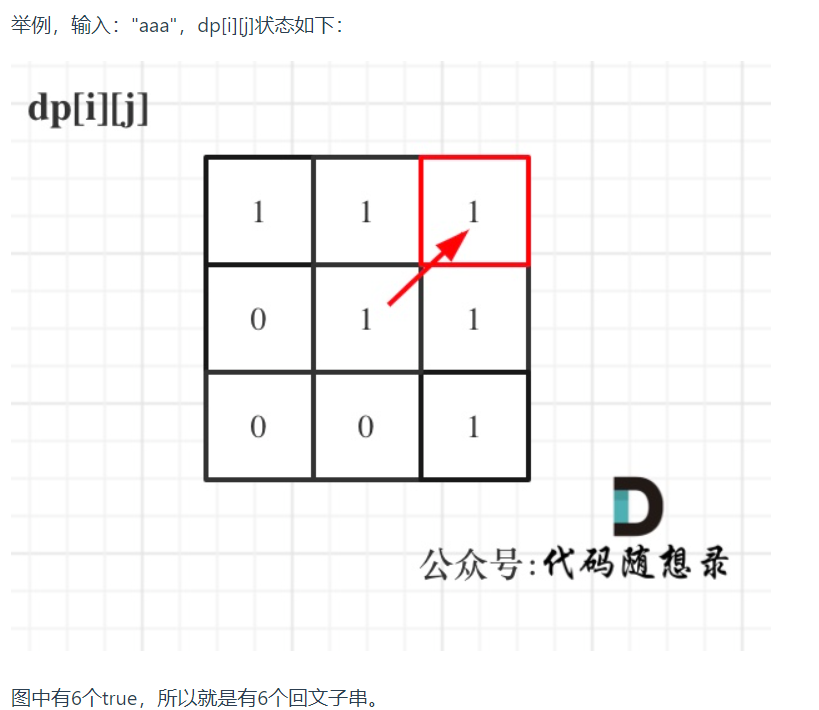 举例，输入："aaa"，dp[i][j]状态如下：
dp[i][j]
1 1 1
0 1 1
0 0 1
公众号:代码随想录
图中有6个true，所以就是有6个回文子串。